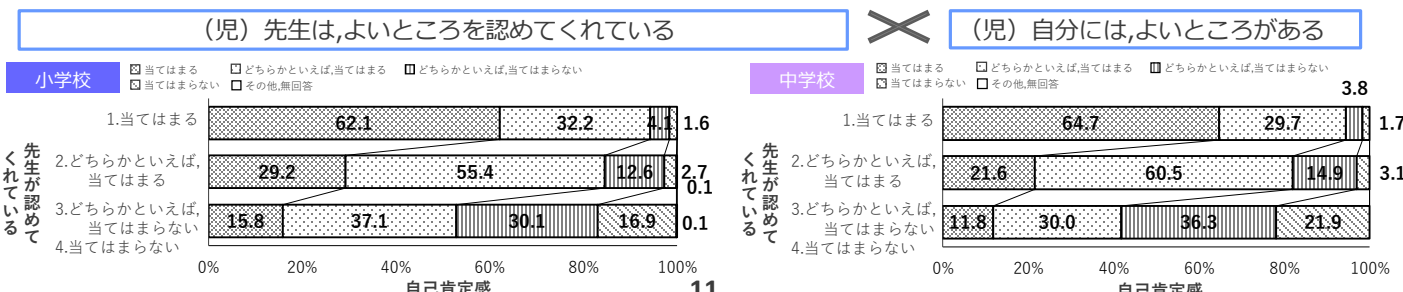 （児）先生は,よいところを認めてくれている
（児）自分には,よいところがある
小学校
当てはまる
どちらかといえば,当てはまる
どちらかといえば,当てはまらない
当てはまらない
その他,無回答
先生が認めて
くれている
1.当てはまる
62.1
32.2
4.1
1.6
2.どちらかといえば,
当てはまる
29.2
55.4
12.6
2.7
0.1
3.どちらかといえば,
当てはまらない
4.当てはまらない
15.8
37.1
30.1
16.9
0.1
0%
20%
40%
60%
80%
100%
自己肯定感
11
中学校
当てはまる
どちらかといえば,当てはまる
どちらかといえば,当てはまらない
当てはまらない
その他,無回答
先生が認めて
くれている
1.当てはまる
64.7
29.7
3.8
1.7
2.どちらかといえば,
当てはまる
21.6
60.5
14.9
3.1
3.どちらかといえば,
当てはまらない
4.当てはまらない
11.8
30.0
36.3
21.9
0%
20%
40%
60%
80%
100%
自己肯定感